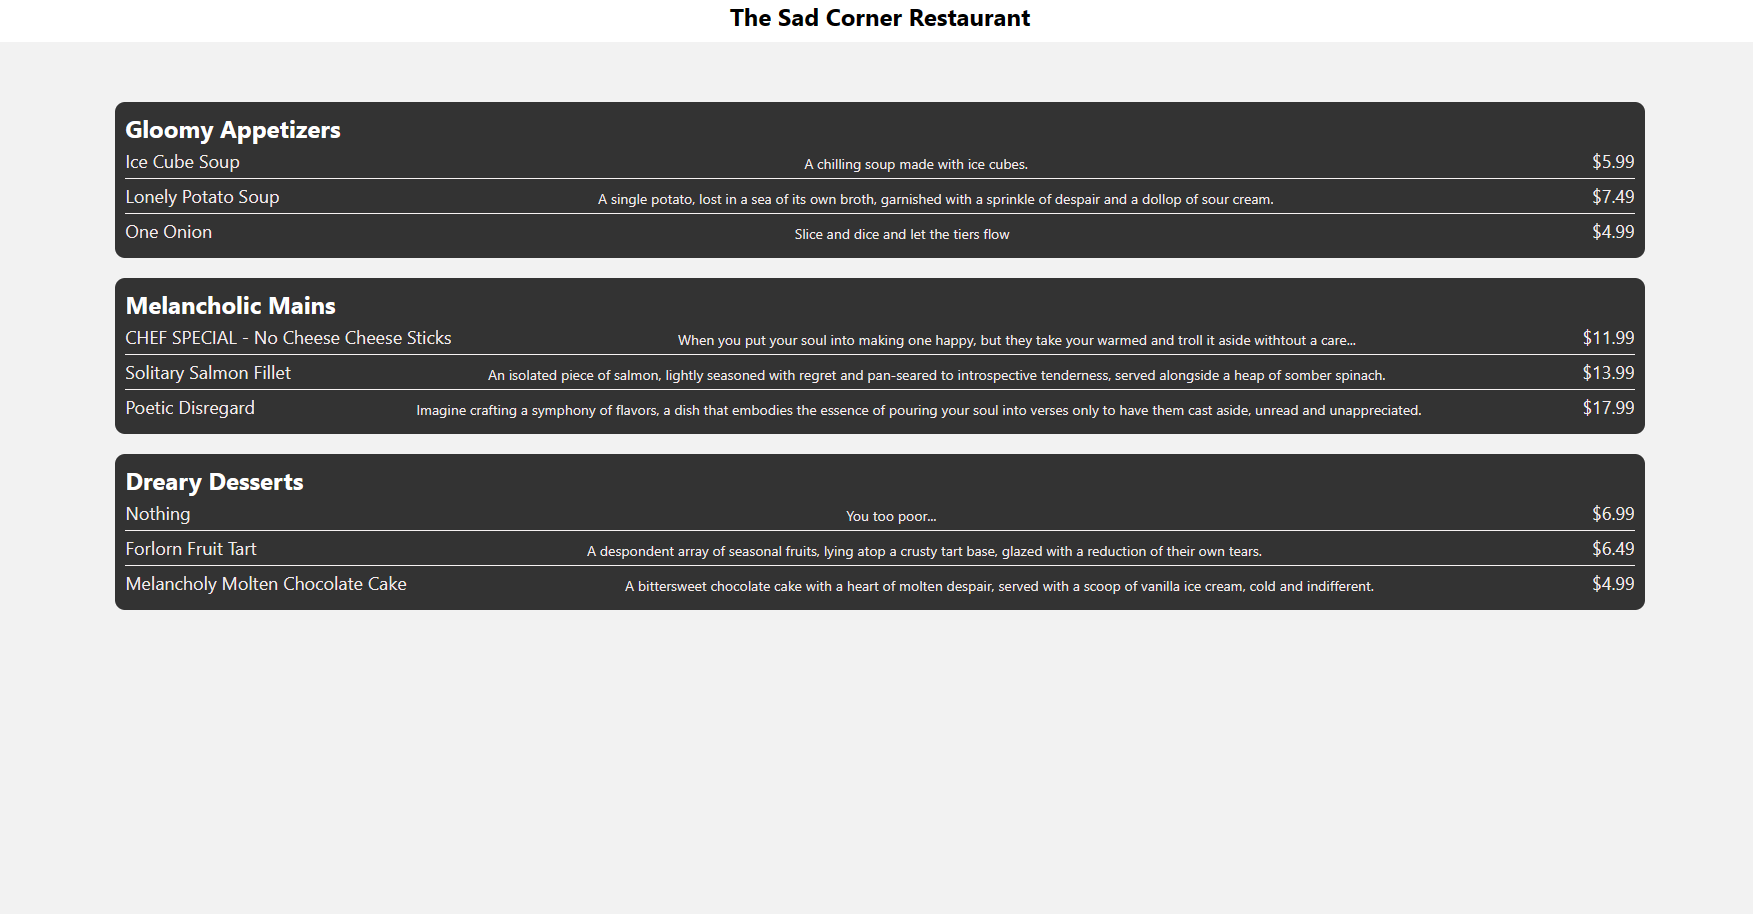 The Sad Corner Restaurant
Gloomy Appetizers
Ice Cube Soup A chilling soup made with ice cubes. $5.99
Lonely Potato Soup A single potato, lost in a sea of its own broth, garnished with a sprinkle of despair and a dollop of sour cream. $7.49
One Onion Slice and dice and let the tiers flow $4.99
Melancholic Mains
CHEF SPECIAL - No Cheese Cheese Sticks When you put your soul into making one happy, but they take your warmed and troll it aside withtout a care... $11.99
Solitary Salmon Fillet An isolated piece of salmon, lightly seasoned with regret and pan-seared to introspective tenderness, served alongside a heap of somber spinach. $13.99
Poetic Disregard Imagine crafting a symphony of flavors, a dish that embodies the essence of pouring your soul into verses only to have them cast aside, unread and unappreciated. $17.99
Dreary Desserts
Nothing You too poor... $6.99
Forlorn Fruit Tart A despondent array of seasonal fruits, lying atop a crusty tart base, glazed with a reduction of their own tears. $6.49
Melancholy Molten Chocolate Cake A bittersweet chocolate cake with a heart of molten despair, served with a scoop of vanilla ice cream, cold and indifferent. $4.99